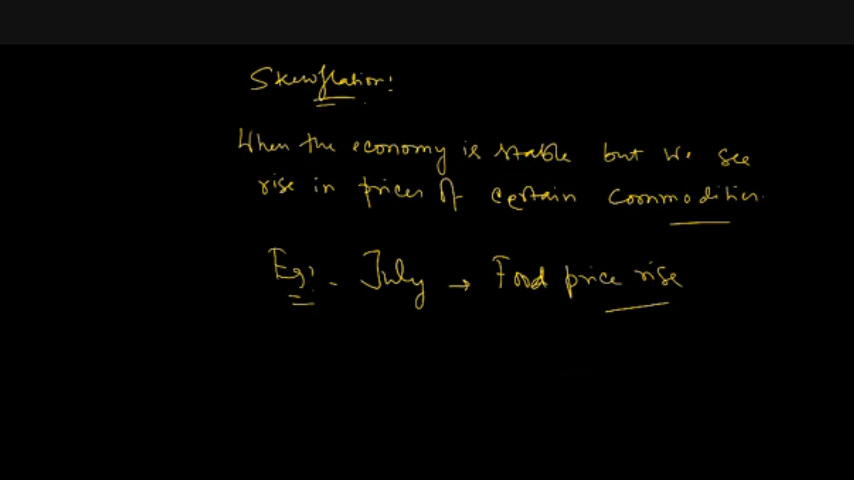 Skewflation:
When the economy is stable but we see
rise in prices of certain commodities.
Eg:- July → Food price rise